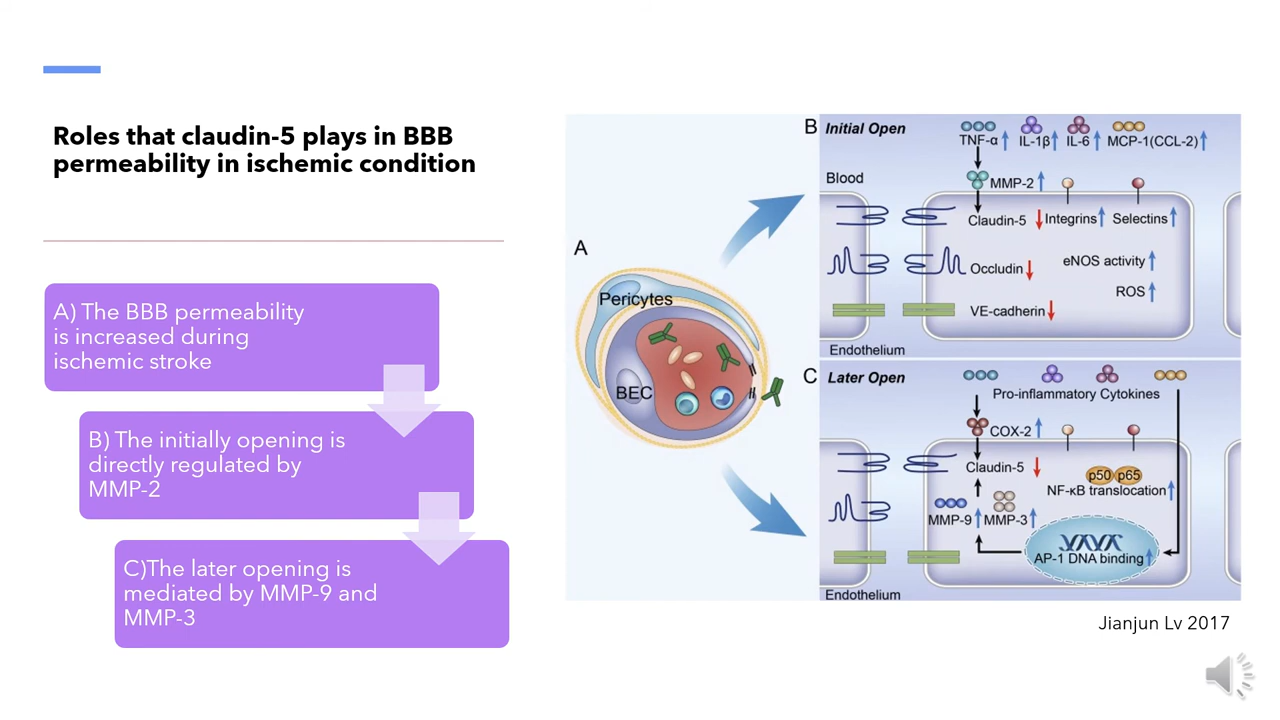 Roles that claudin-5 plays in BBB
permeability in ischemic condition
A) The BBB permeability
is increased during
ischemic stroke
B) The initially opening is
directly regulated by
MMP-2
C)The later opening is
mediated by MMP-9 and
MMP-3
A
Pericytes
BEC
B
Initial Open
TNF-α
IL-1β
IL-6
MCP-1(CCL-2)
Blood
MMP-2
Claudin-5
Integrins
Selectins
Occludin
eNOS activity
ROS
VE-cadherin
Endothelium
C
Later Open
Pro-inflammatory Cytokines
COX-2
Claudin-5
p50 p65
NF-κB translocation
MMP-9
MMP-3
AP-1 DNA binding
Endothelium
Jianjun Lv 2017